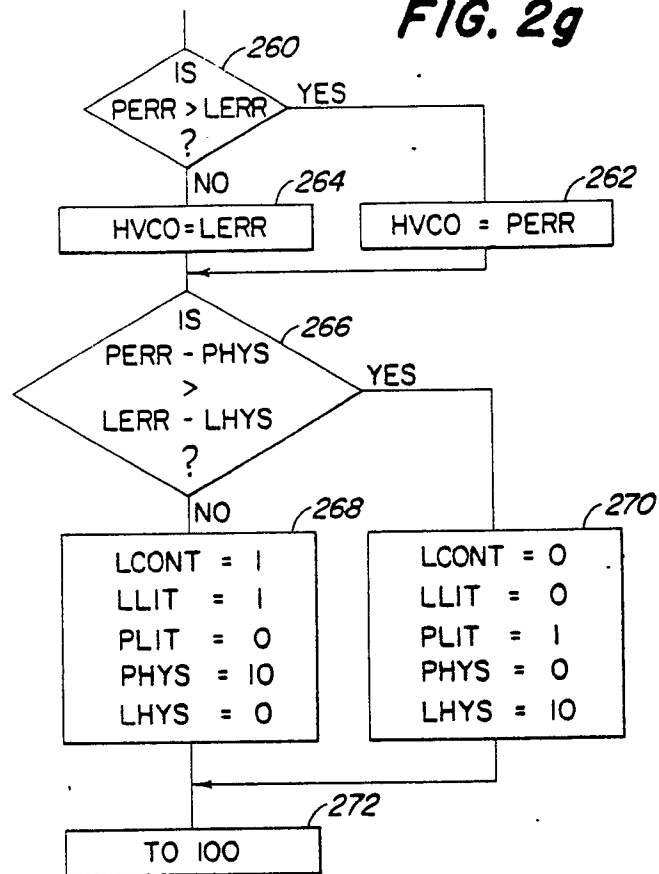 FIG. 2g
260
IS
PERR > LERR
?
YES
NO
264
262
HVCO=LERR
HVCO = PERR
IS
266
PERR - PHYS
>
LERR - LHYS
?
YES
NO
268
270
LCONT = 1
LLIT = 1
PLIT = 0
PHYS = 10
LHYS = 0
LCONT = 0
LLIT = 0
PLIT = 1
PHYS = 0
LHYS = 10
272
TO 100